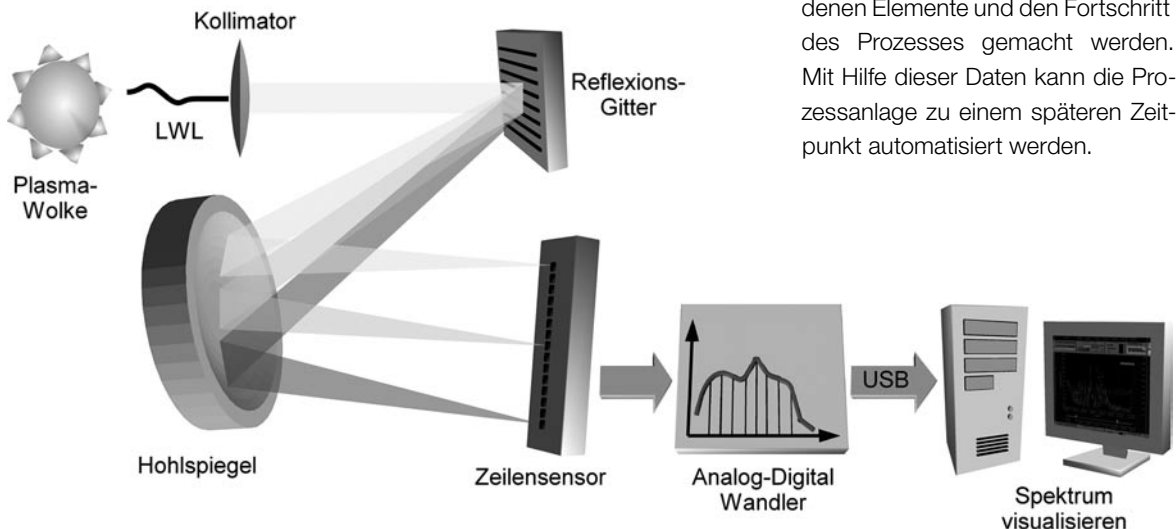 denen Elemente und den Fortschritt
des Prozesses gemacht werden.
Mit Hilfe dieser Daten kann die Pro-
zessanlage zu einem späteren Zeit-
punkt automatisiert werden.
Kollimator
LWL
Plasma-
Wolke
Reflexions-
Gitter
Hohlspiegel
Zeilensensor
Analog-Digital
Wandler
USB
Spektrum
visualisieren